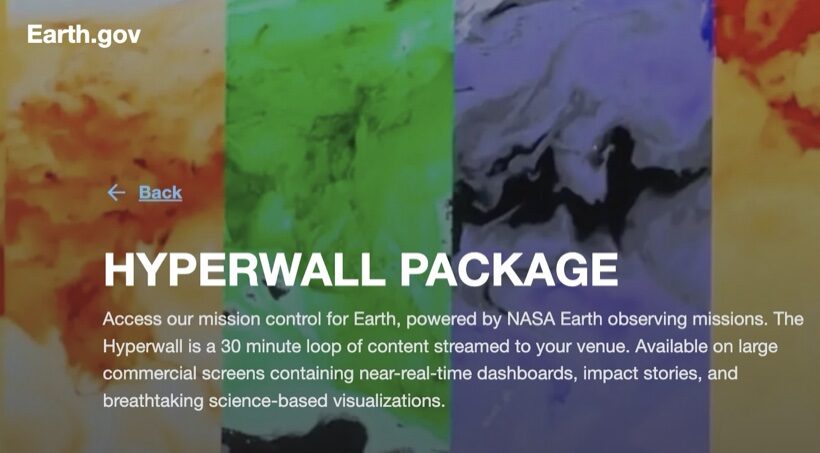 Earth.gov
← Back
HYPERWALL PACKAGE
Access our mission control for Earth, powered by NASA Earth observing missions. The
Hyperwall is a 30 minute loop of content streamed to your venue. Available on large
commercial screens containing near-real-time dashboards, impact stories, and
breathtaking science-based visualizations.